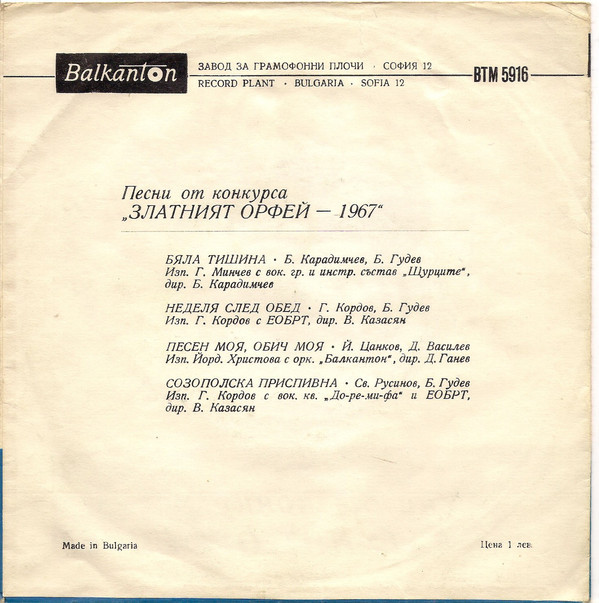 Balkanton
ЗАВОД ЗА ГРАМОФОННИ ПЛОЧИ · СОФИЯ 12
RECORD PLANT · BULGARIA · SOFIA 12
ВТМ 5916
Песни от конкурса
„ЗЛАТНИЯТ ОРФЕЙ — 1967“
БЯЛА ТИШИНА · Б. Карадимчев, Б. Гудев
Изп. Г. Минчев с вок. гр. и инстр. състав „Щурците“,
дир. Б. Карадимчев
НЕДЕЛЯ СЛЕД ОБЕД · Г. Кордов, Б. Гудев
Изп. Г. Кордов с ЕОБРТ, дир. В. Казасян
ПЕСЕН МОЯ, ОБИЧ МОЯ · Й. Цанков, Д. Василев
Изп. Йорд. Христова с орк. „Балкантон“, дир. Д. Ганев
СОЗОПОЛСКА ПРИСПИВНА · Св. Русинов, Б. Гудев
Изп. Г. Кордов с вок. кв. „До-ре-ми-фа“ и ЕОБРТ,
дир. В. Казасян
Made in Bulgaria
Цена 1 лев.